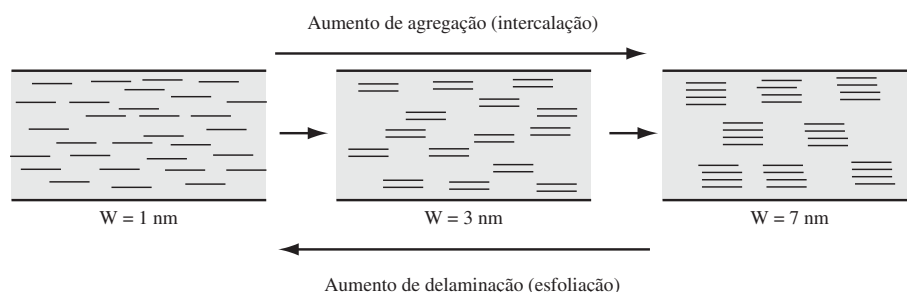 Aumento de agregação (intercalação)
W = 1 nm
W = 3 nm
W = 7 nm
Aumento de delaminação (esfoliação)